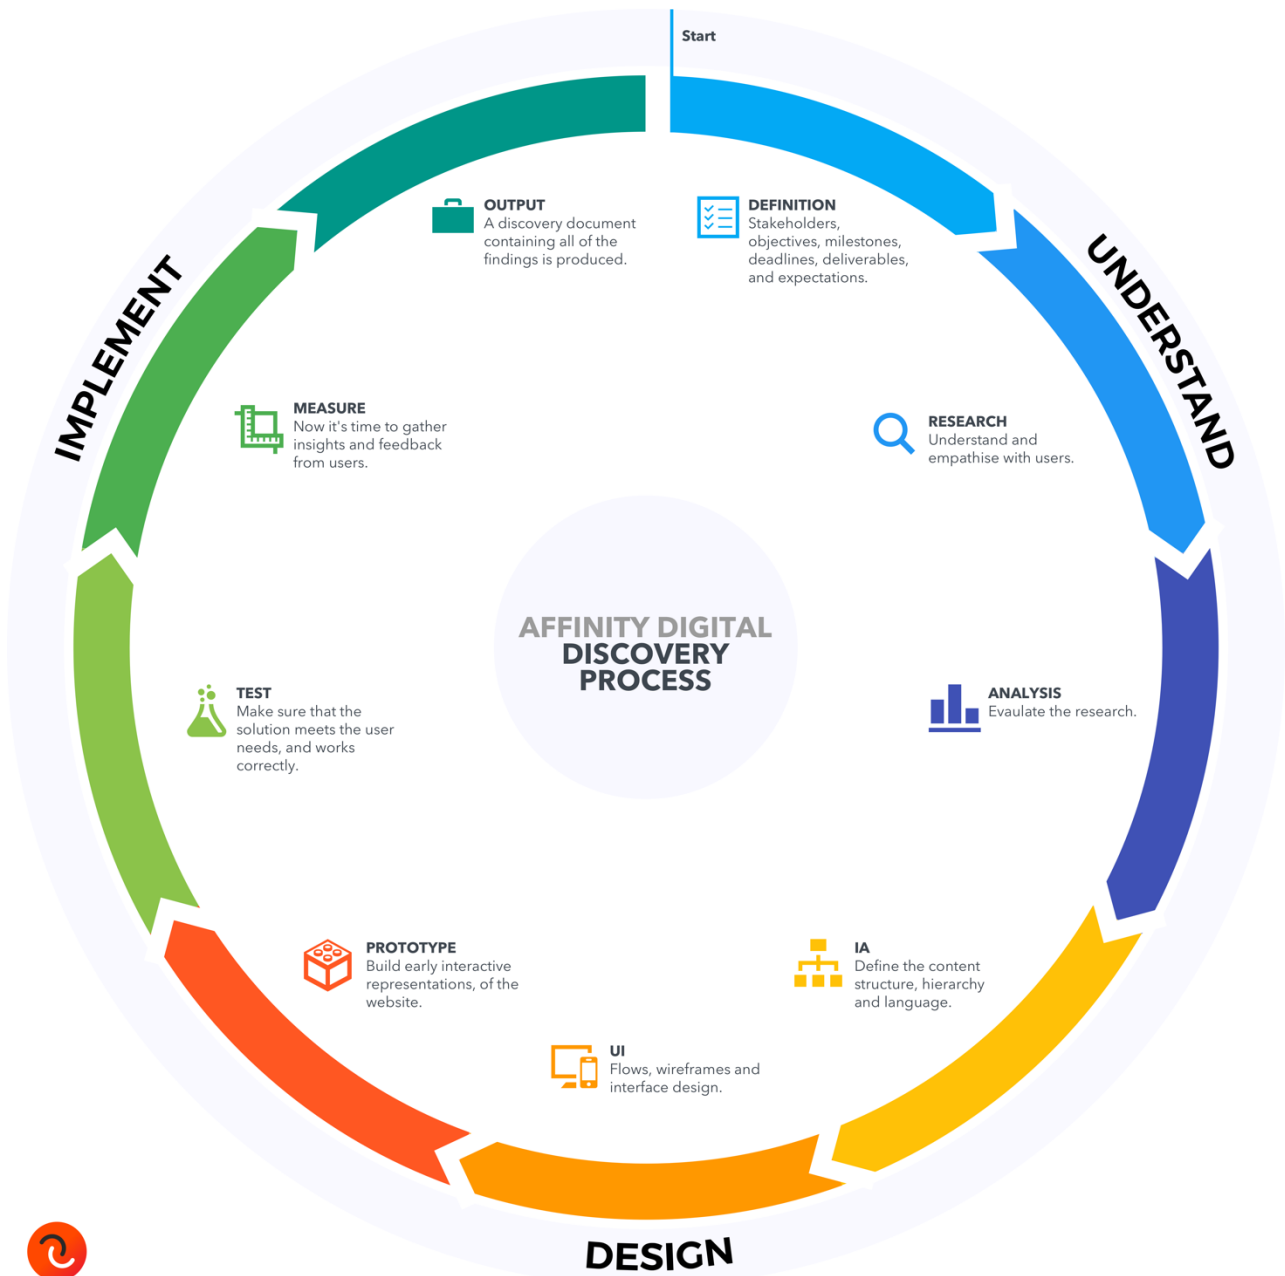 Start
DEFINITION
Stakeholders,
objectives, milestones,
deadlines, deliverables,
and expectations.
UNDERSTAND
RESEARCH
Understand and
empathise with users.
ANALYSIS
Evaulate the research.
IA
Define the content
structure, hierarchy
and language.
UI
Flows, wireframes and
interface design.
DESIGN
PROTOTYPE
Build early interactive
representations, of the
website.
TEST
Make sure that the
solution meets the user
needs, and works
correctly.
MEASURE
Now it's time to gather
insights and feedback
from users.
IMPLEMENT
OUTPUT
A discovery document
containing all of the
findings is produced.
AFFINITY DIGITAL
DISCOVERY
PROCESS